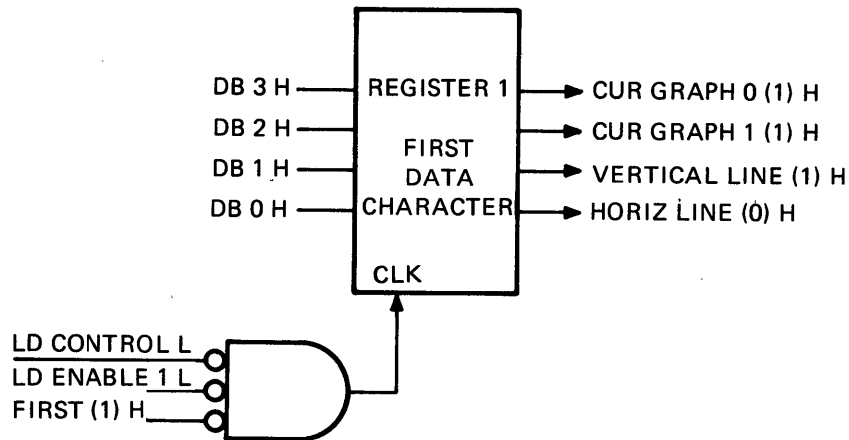 DB 3 H
DB 2 H
DB 1 H
DB 0 H
REGISTER 1
FIRST
DATA
CHARACTER
CLK
CUR GRAPH 0 (1) H
CUR GRAPH 1 (1) H
VERTICAL LINE (1) H
HORIZ LINE (0) H
LD CONTROL L
LD ENABLE 1 L
FIRST (1) H